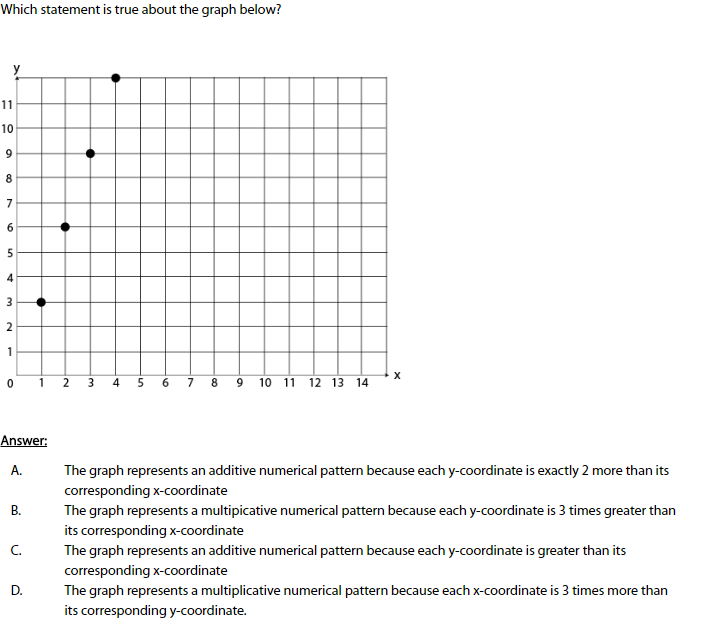 Which statement is true about the graph below?
y
11
10
9
8
7
6
5
4
3
2
1
0 1 2 3 4 5 6 7 8 9 10 11 12 13 14 x
Answer:
A. The graph represents an additive numerical pattern because each y-coordinate is exactly 2 more than its
corresponding x-coordinate
B. The graph represents a multipicative numerical pattern because each y-coordinate is 3 times greater than
its corresponding x-coordinate
C. The graph represents an additive numerical pattern because each y-coordinate is greater than its
corresponding x-coordinate
D. The graph represents a multiplicative numerical pattern because each x-coordinate is 3 times more than
its corresponding y-coordinate.